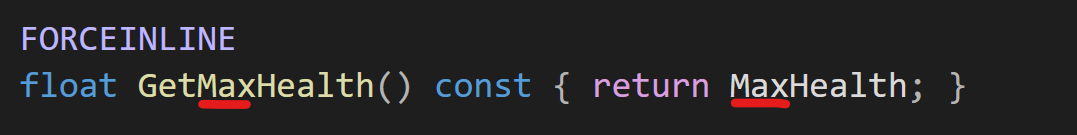 FORCEINLINE
float GetMaxHealth() const { return MaxHealth; }